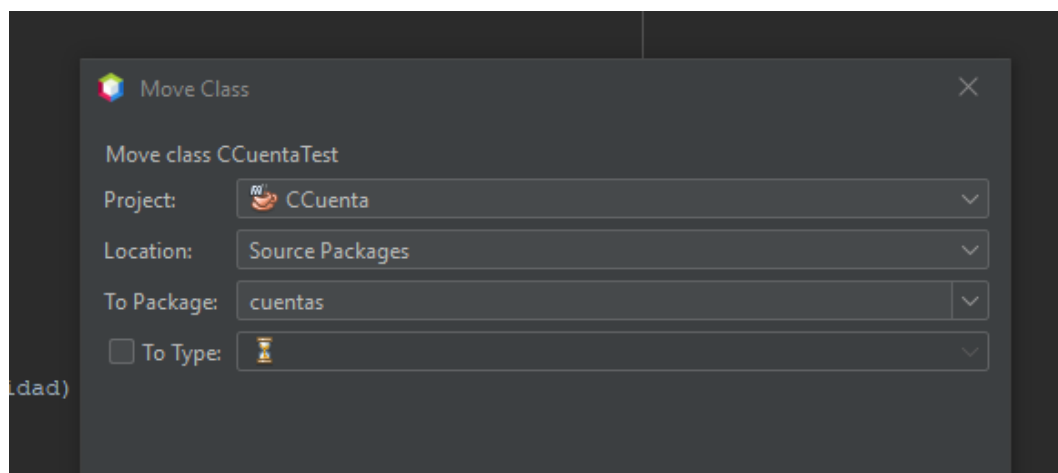 Move Class
Move class CCuentaTest
Project: CCuenta
Location: Source Packages
To Package: cuentas
To Type:
idad)